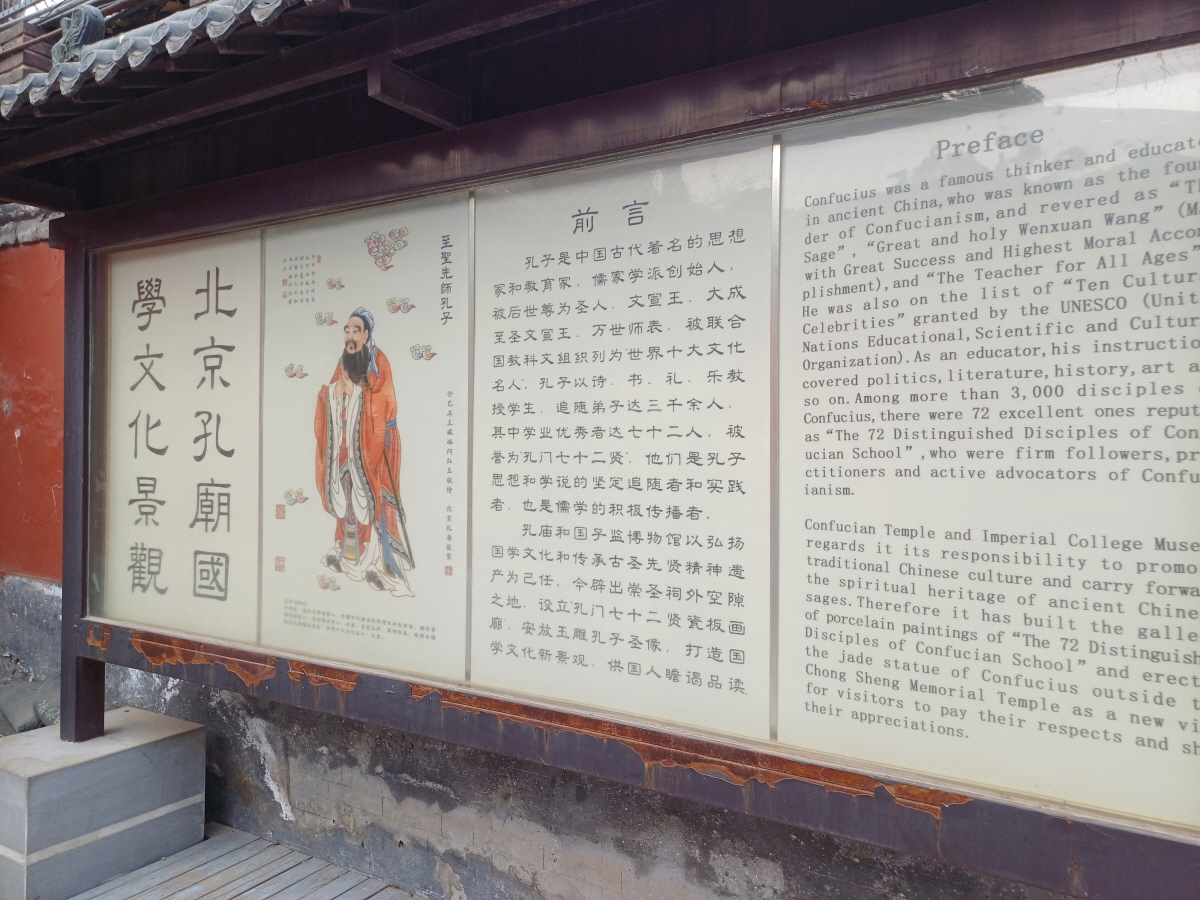 北京孔廟國
學文化景觀
至聖先師孔子
前言
孔子是中国古代著名的思想
家和教育家，儒家学派创始人，
被后世尊为圣人、文宣王、大成
至圣文宣王、万世师表，被联合
国教科文组织列为“世界十大文化
名人”。孔子以诗、书、礼、乐教
授学生，追随弟子达三千余人，
其中学业优秀者达七十二人，被
誉为“孔门七十二贤”，他们是孔子
思想和学说的坚定追随者和实践
者，也是儒学的积极传播者。
孔庙和国子监博物馆以弘扬
国学文化和传承古圣先贤精神遗
产为己任，今辟出崇圣祠外空隙
之地，设立“孔门七十二贤瓷板画
廊”，安放玉雕孔子圣像，打造国
学文化新景观，供国人瞻谒品读。
Preface
Confucius was a famous thinker and educat
in ancient China, who was known as the fou
der of Confucianism, and revered as “T
Sage”, “Great and holy Wenxuan Wang” (M
with Great Success and Highest Moral Acco
plishment), and “The Teacher for All Ages”
He was also on the list of “Ten Cultur
Celebrities” granted by the UNESCO (Unit
Nations Educational, Scientific and Cultur
Organization). As an educator, his instructio
covered politics, literature, history, art a
so on. Among more than 3,000 disciples
Confucius, there were 72 excellent ones reput
as “The 72 Distinguished Disciples of Con
ucian School”, who were firm followers, pr
ctitioners and active advocators of Confu
ianism.
Confucian Temple and Imperial College Muse
regards it its responsibility to promo
traditional Chinese culture and carry forwa
the spiritual heritage of ancient Chine
sages. Therefore it has built the galle
of porcelain paintings of “The 72 Distinguish
Disciples of Confucian School” and erect
the jade statue of Confucius outside t
Chong Sheng Memorial Temple as a new vi
for visitors to pay their respects and sh
their appreciations.